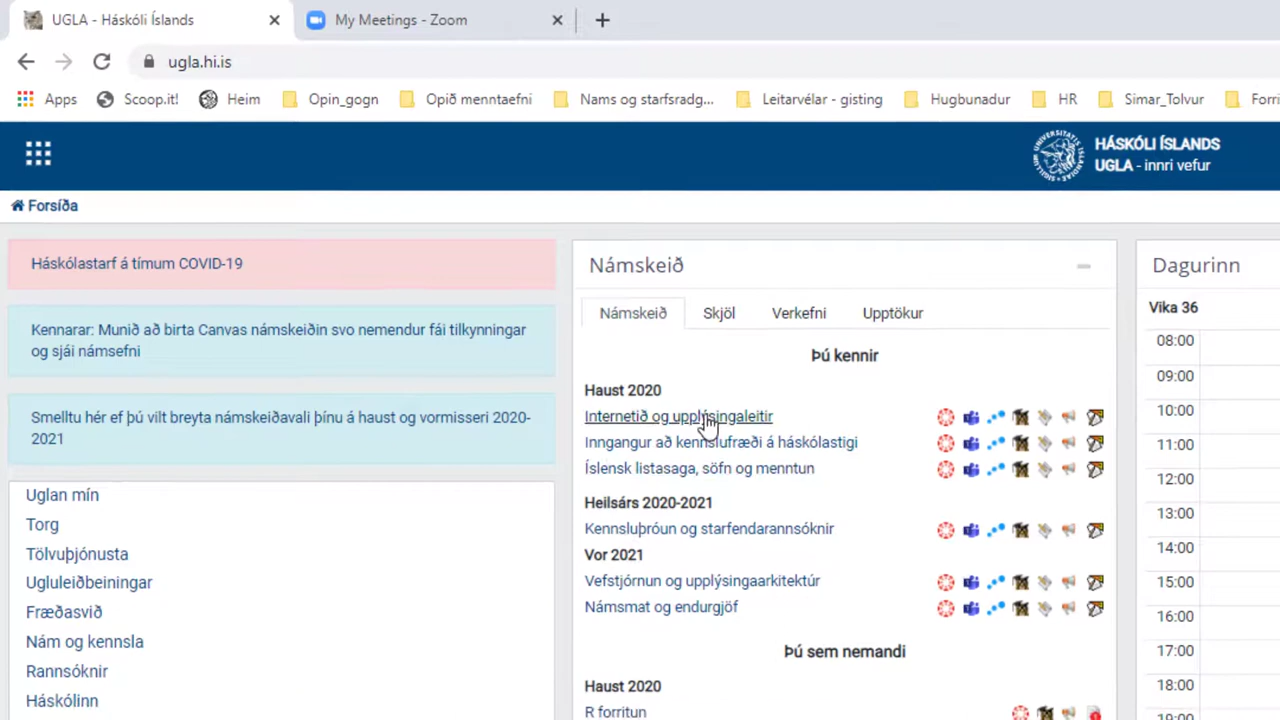 UGLA - Háskóli Íslands
My Meetings - Zoom
ugla.hi.is
Apps
Scoop.it!
Heim
Opin_gogn
Opið menntaefni
Nams og starfsradg...
Leitarvélar - gisting
Hugbunadur
HR
Simar_Tolvur
Forri
HÁSKÓLI ÍSLANDS
UGLA - innri vefur
Forsíða
Háskólastarf á tímum COVID-19
Kennarar: Munið að birta Canvas námskeiðin svo nemendur fái tilkynningar
og sjái námsefni
Smelltu hér ef þú vilt breyta námskeiðavali þínu á haust og vormisseri 2020-
2021
Uglan mín
Torg
Tölvuþjónusta
Ugluleiðbeiningar
Fræðasvið
Nám og kennsla
Rannsóknir
Háskólinn
Námskeið
Námskeið
Skjöl
Verkefni
Upptökur
Þú kennir
Haust 2020
Internetið og upplýsingaleitir
Inngangur að kennslufræði á háskólastigi
Íslensk listasaga, söfn og menntun
Heilsárs 2020-2021
Kennsluþróun og starfendarannsóknir
Vor 2021
Vefstjórnun og upplýsingaarkitektúr
Námsmat og endurgjöf
Þú sem nemandi
Haust 2020
R forritun
Dagurinn
Vika 36
08:00
09:00
10:00
11:00
12:00
13:00
14:00
15:00
16:00
17:00
18:00
19:00